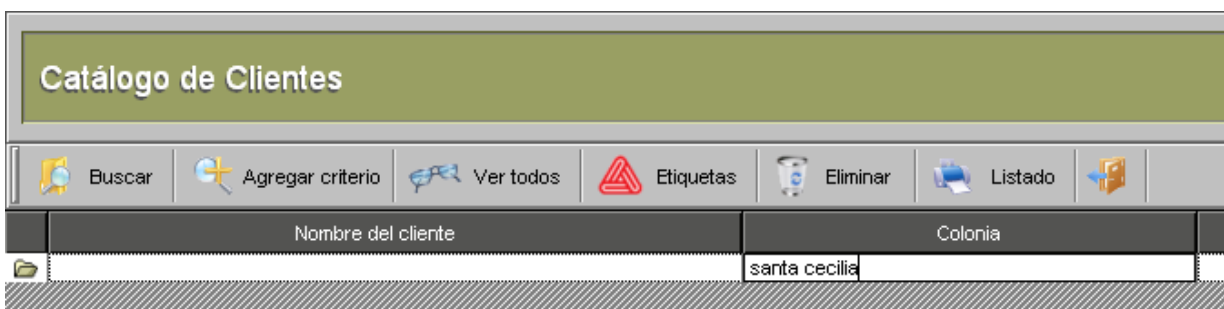 Catálogo de Clientes
Buscar Agregar criterio Ver todos Etiquetas Eliminar Listado
Nombre del cliente Colonia
santa cecilia